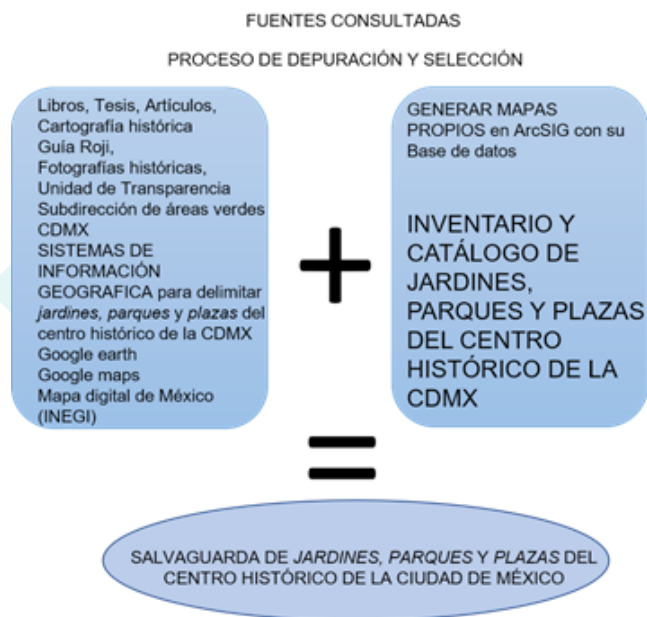 FUENTES CONSULTADAS
PROCESO DE DEPURACIÓN Y SELECCIÓN
Libros, Tesis, Artículos,
Cartografía histórica
Guía Roji,
Fotografías históricas,
Unidad de Transparencia
Subdirección de áreas verdes
CDMX
SISTEMAS DE
INFORMACIÓN
GEOGRAFICA para delimitar
jardines, parques y plazas del
centro histórico de la CDMX
Google earth
Google maps
Mapa digital de México
(INEGI)
+
GENERAR MAPAS
PROPIOS en ArcSIG con su
Base de datos
INVENTARIO Y
CATÁLOGO DE
JARDINES,
PARQUES Y PLAZAS
DEL CENTRO
HISTÓRICO DE LA
CDMX
=
SALVAGUARDA DE JARDINES, PARQUES Y PLAZAS DEL
CENTRO HISTÓRICO DE LA CIUDAD DE MÉXICO